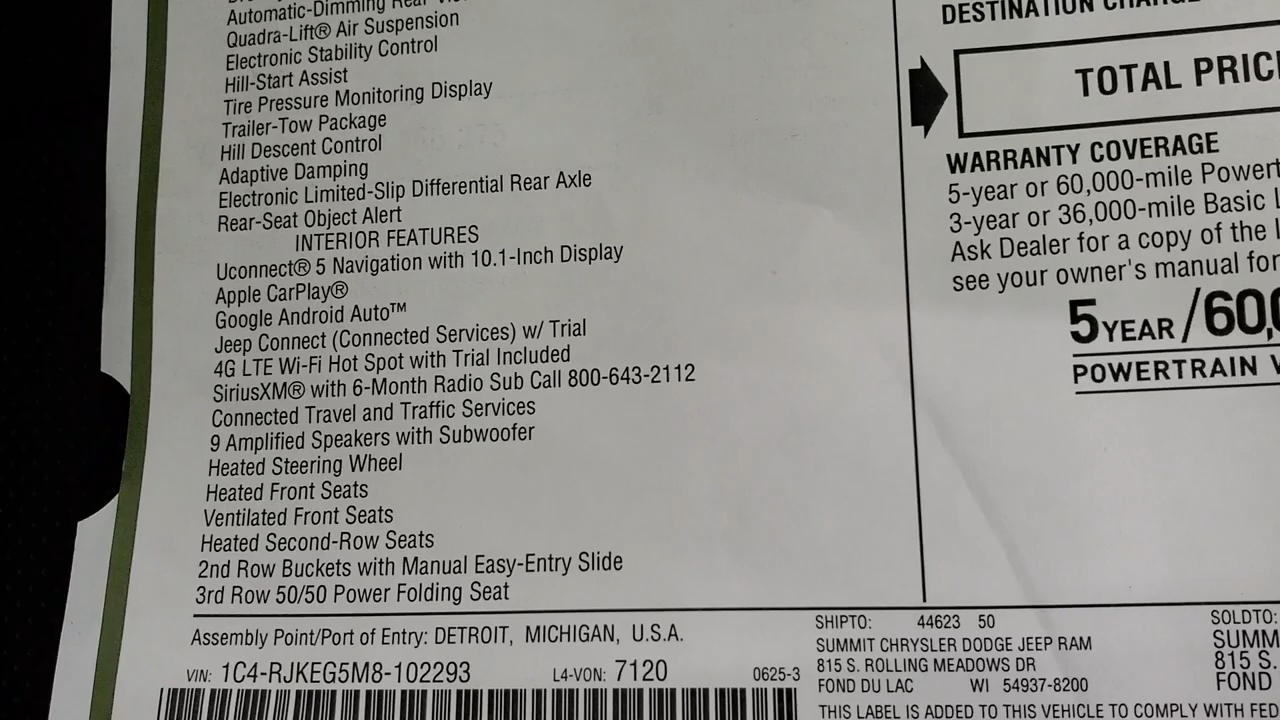 Automatic-Dimming Rear
Quadra-Lift® Air Suspension
Electronic Stability Control
Hill-Start Assist
Tire Pressure Monitoring Display
Trailer-Tow Package
Hill Descent Control
Adaptive Damping
Electronic Limited-Slip Differential Rear Axle
Rear-Seat Object Alert
INTERIOR FEATURES
Uconnect® 5 Navigation with 10.1-Inch Display
Apple CarPlay®
Google Android Auto™
Jeep Connect (Connected Services) w/ Trial
4G LTE Wi-Fi Hot Spot with Trial Included
SiriusXM® with 6-Month Radio Sub Call 800-643-2112
Connected Travel and Traffic Services
9 Amplified Speakers with Subwoofer
Heated Steering Wheel
Heated Front Seats
Ventilated Front Seats
Heated Second-Row Seats
2nd Row Buckets with Manual Easy-Entry Slide
3rd Row 50/50 Power Folding Seat
DESTINATION
TOTAL
WARRANTY COVERAGE
5-year or 60,000-mile
3-year or 36,000-mile Basic
Ask Dealer for a copy of the
see your owner's manual for
5 YEAR /60,
POWERTRAIN
Assembly Point/Port of Entry: DETROIT, MICHIGAN, U.S.A.
VIN: 1C4-RJKEG5M8-102293 L4-VON: 7120 0625-3
SHIPTO: 44623 50
SUMMIT CHRYSLER DODGE JEEP RAM
815 S. ROLLING MEADOWS DR
FOND DU LAC WI 54937-8200
SOLDTO:
SUMM
815 S.
FOND
THIS LABEL IS ADDED TO THIS VEHICLE TO COMPLY WITH FED